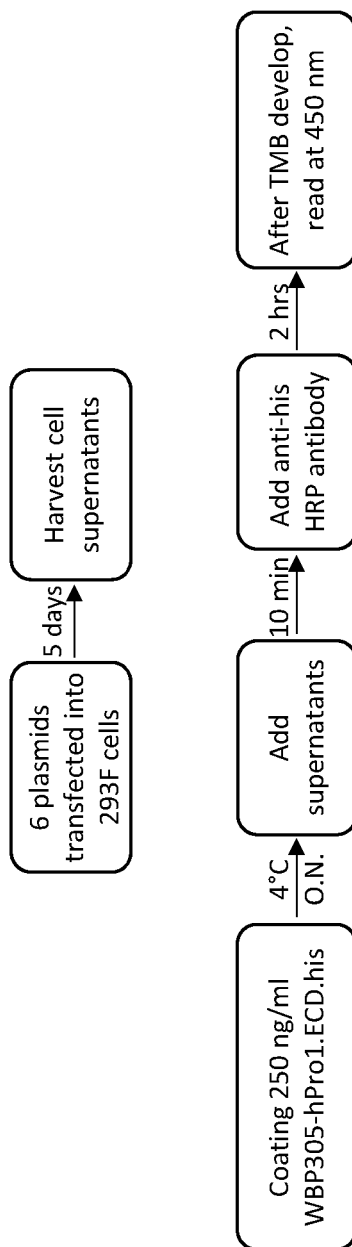 6 plasmids
transfected into
293F cells
5 days
Harvest cell
supernatants
Coating 250 ng/ml
WBP305-hPro1.ECD.his
4°C
O.N.
Add
supernatants
10 min
Add anti-his
HRP antibody
2 hrs
After TMB develop,
read at 450 nm